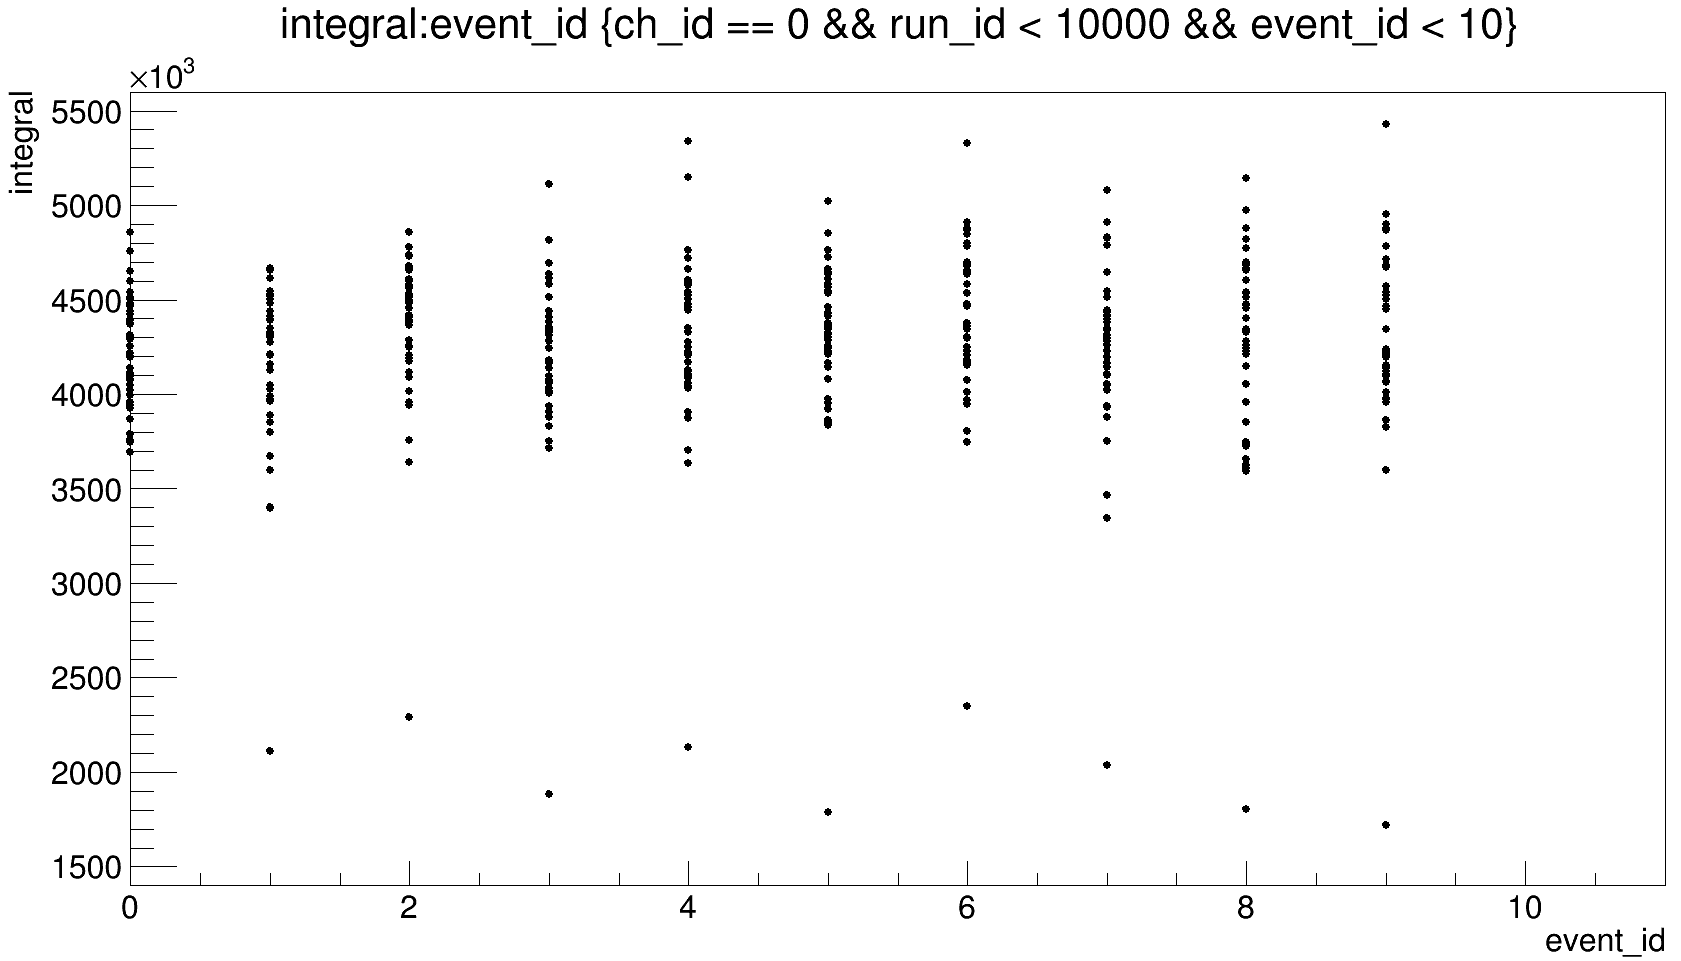 integral:event_id {ch_id == 0 && run_id < 10000 && event_id < 10}
×10³
integral
5500
5000
4500
4000
3500
3000
2500
2000
1500
0 2 4 6 8 10
event_id